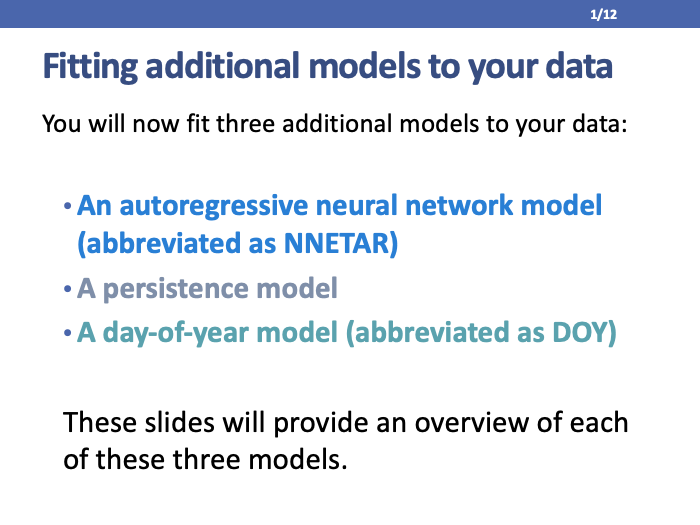 1/12
Fitting additional models to your data
You will now fit three additional models to your data:
• An autoregressive neural network model
(abbreviated as NNETAR)
• A persistence model
• A day-of-year model (abbreviated as DOY)
These slides will provide an overview of each
of these three models.